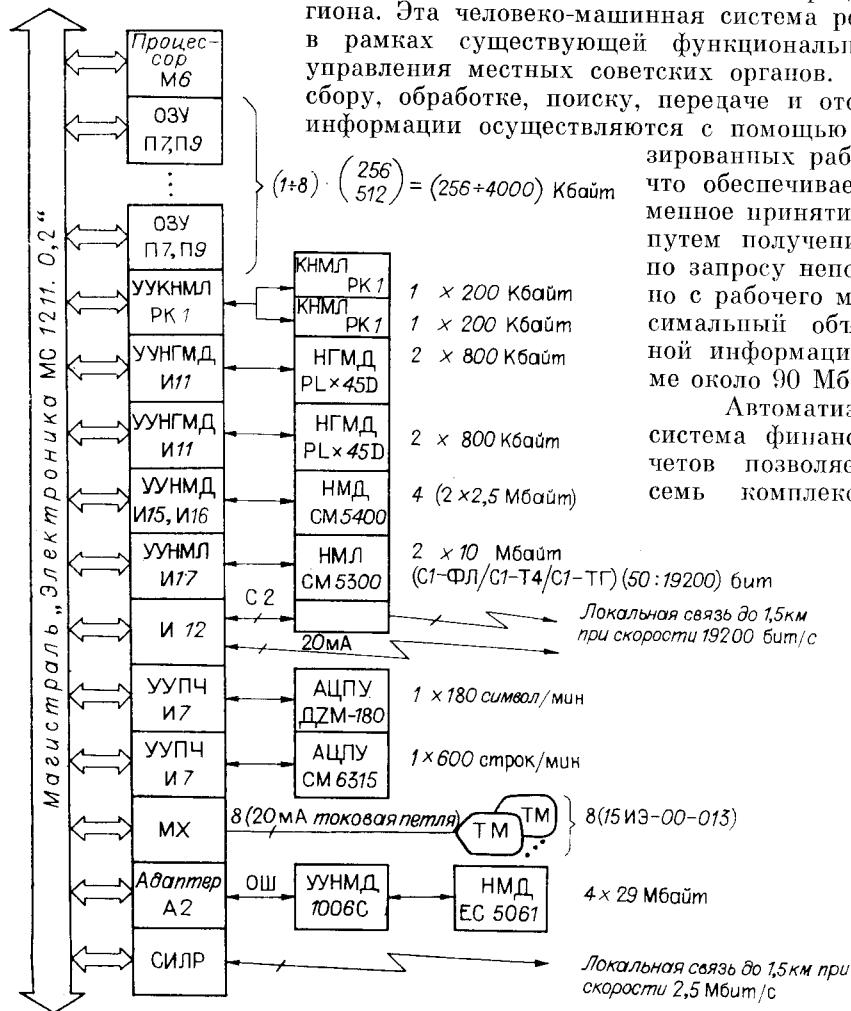 гиона. Эта человеко-машинная система ре
в рамках существующей функциональн
управления местных советских органов.
сбору, обработке, поиску, передаче и ото
информации осуществляются с помощью
зированных раб
что обеспечивае
менное приняти
путем получени
по запросу непо
но с рабочего м
симальный объ
ной информаци
ме около 90 Мб
Автоматиз
система финанс
четов позволяе
семь комплекс
Магистраль „Электроника МС 1211. 0,2“
Процес-
сор
М6
ОЗУ
П7,П9
⋮
ОЗУ
П7,П9
(1÷8) · (256 512) = (256÷4000) Кбайт
УУКНМЛ
РК 1
КНМЛ
РК 1
1 × 200 Кбайт
КНМЛ
РК 1
1 × 200 Кбайт
УУНГМД
И11
НГМД
PL×45D
2 × 800 Кбайт
УУНГМД
И11
НГМД
PL×45D
2 × 800 Кбайт
УУНМД
И15, И16
НМД
СМ5400
4 (2×2,5 Мбайт)
УУНМЛ
И17
НМЛ
СМ 5300
2 × 10 Мбайт
(С1-ФЛ/С1-Т4/С1-ТГ)(50:19200) бит
И 12
С 2
20мА
Локальная связь до 1,5км
при скорости 19200 бит/с
УУПЧ
И7
АЦПУ
ДZМ-180
1 × 180 символ/мин
УУПЧ
И 7
АЦПУ
СМ 6315
1×600 строк/мин
МХ
8(20мА токовая петля)
ТМ
ТМ
8(15ИЭ-00-013)
Адаптер
А2
ОШ
УУНМД
1006С
НМД
ЕС 5061
4×29 Мбайт
СИЛР
Локальная связь до 1,5км при
скорости 2,5 Мбит/с